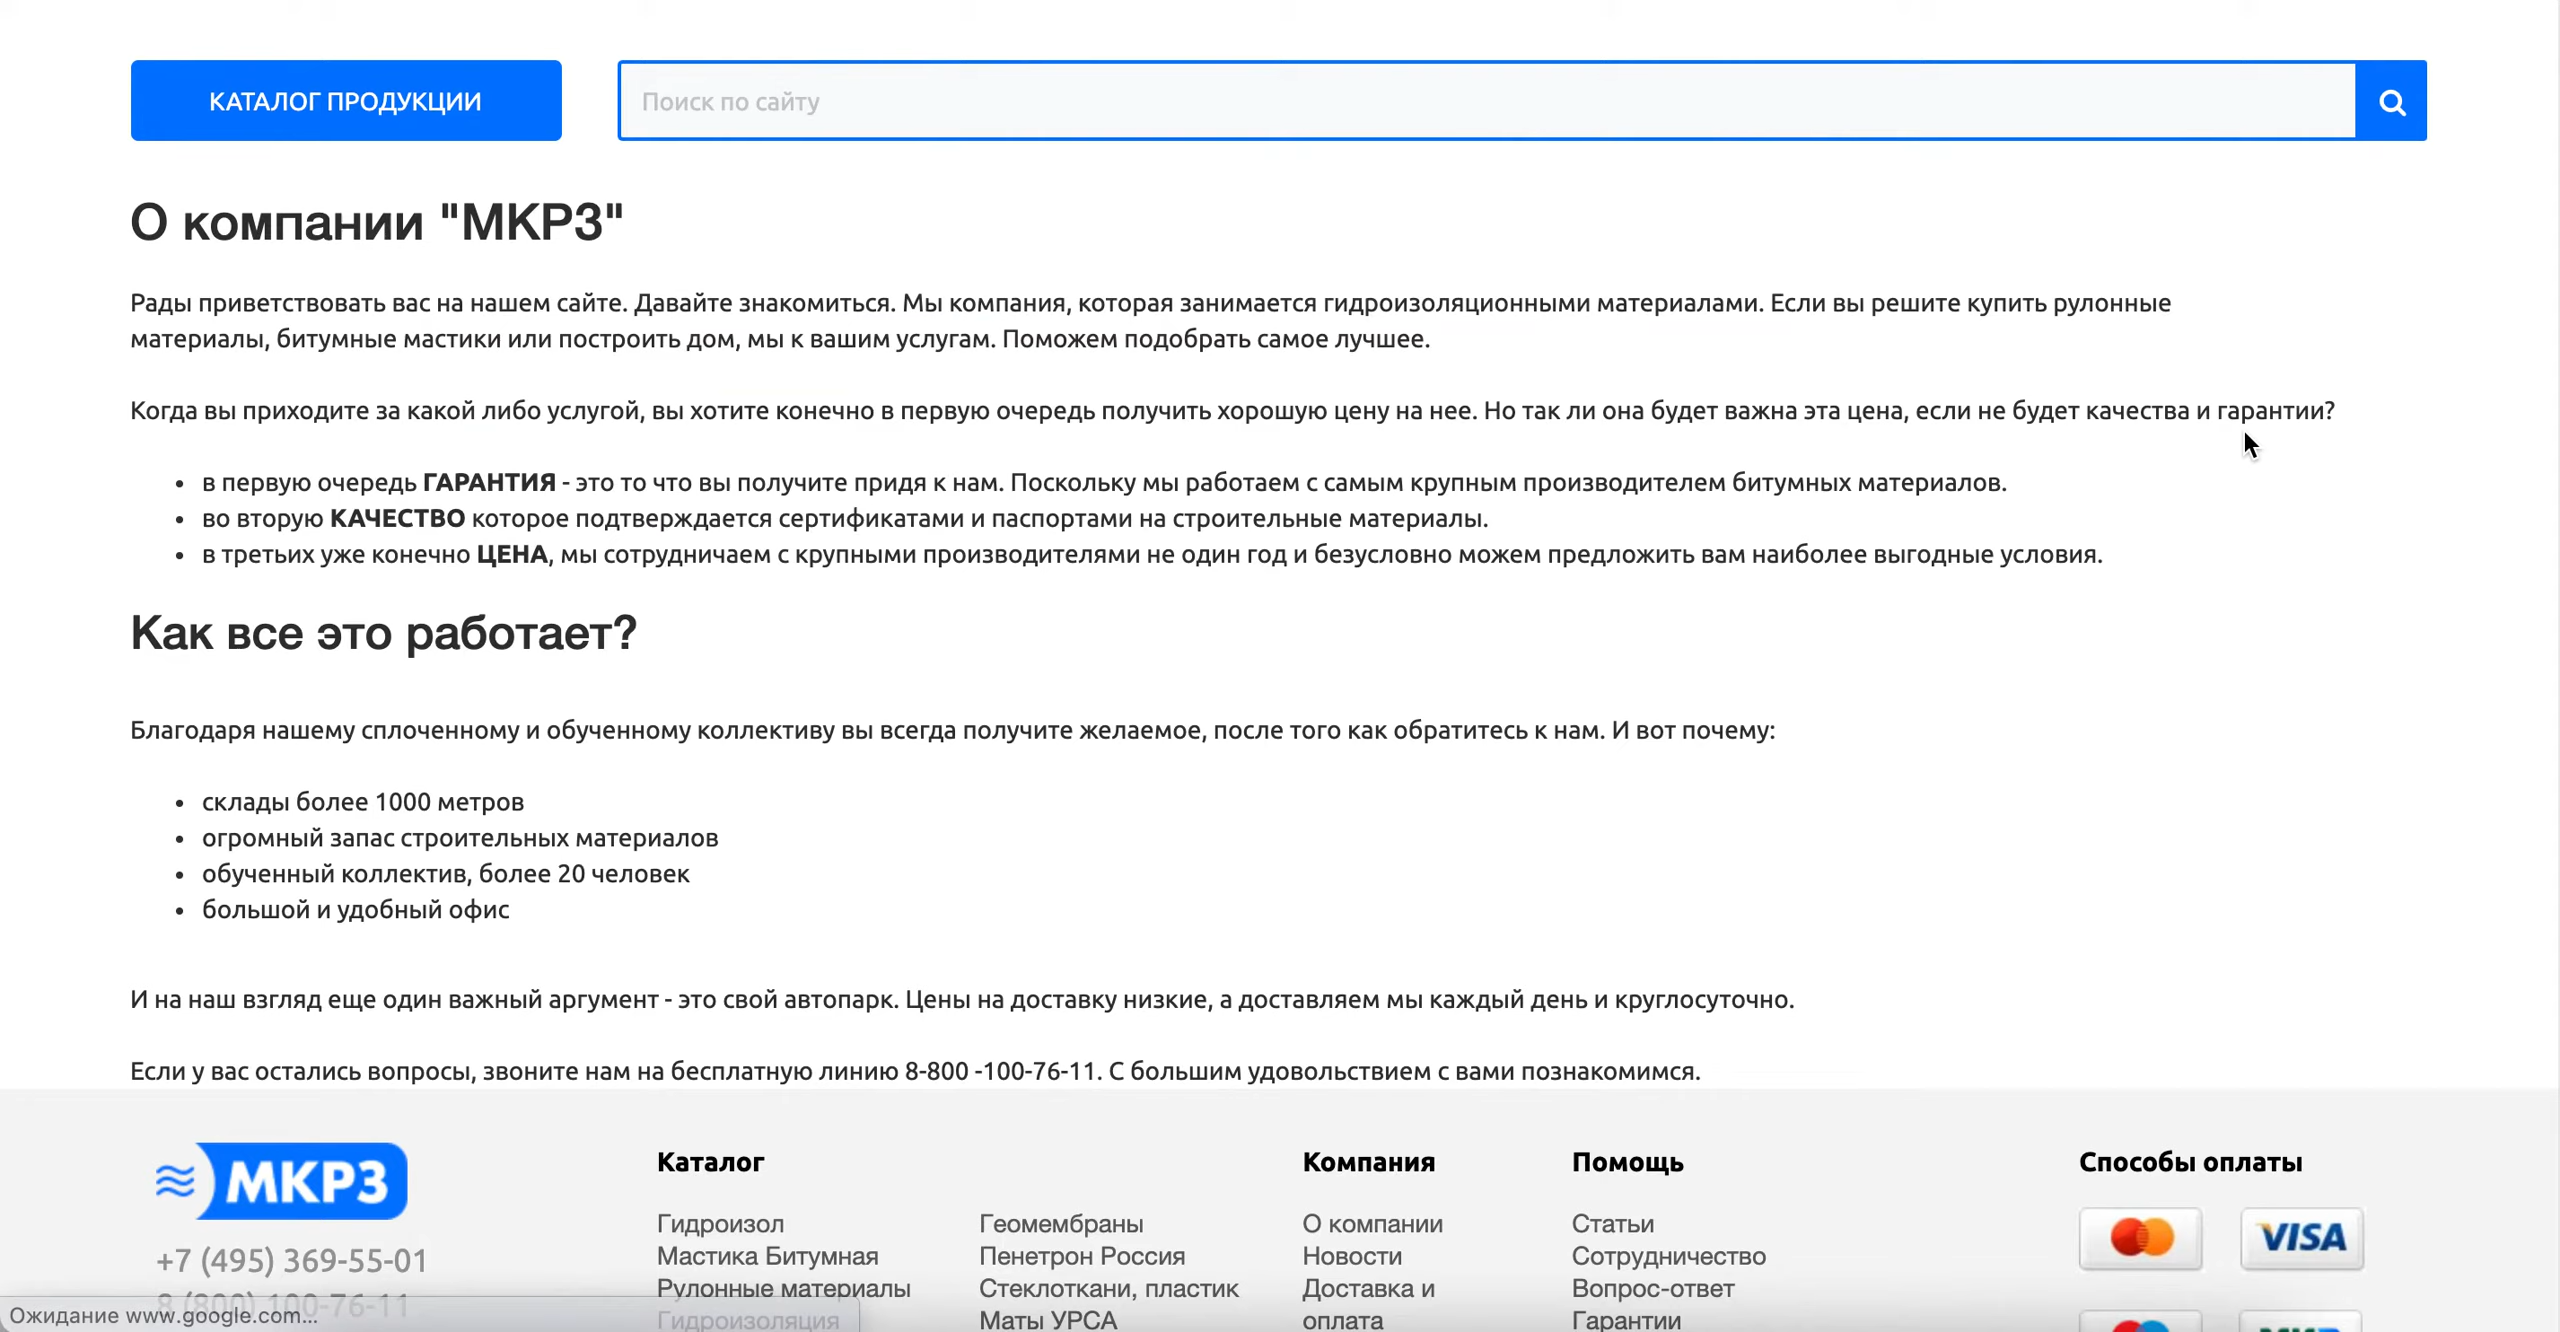 КАТАЛОГ ПРОДУКЦИИ
Поиск по сайту
О компании "МКРЗ"
Рады приветствовать вас на нашем сайте. Давайте знакомиться. Мы компания, которая занимается гидроизоляционными материалами. Если вы решите купить рулонные
материалы, битумные мастики или построить дом, мы к вашим услугам. Поможем подобрать самое лучшее.
Когда вы приходите за какой либо услугой, вы хотите конечно в первую очередь получить хорошую цену на нее. Но так ли она будет важна эта цена, если не будет качества и гарантии?
• в первую очередь ГАРАНТИЯ - это то что вы получите придя к нам. Поскольку мы работаем с самым крупным производителем битумных материалов.
• во вторую КАЧЕСТВО которое подтверждается сертификатами и паспортами на строительные материалы.
• в третьих уже конечно ЦЕНА, мы сотрудничаем с крупными производителями не один год и безусловно можем предложить вам наиболее выгодные условия.
Как все это работает?
Благодаря нашему сплоченному и обученному коллективу вы всегда получите желаемое, после того как обратитесь к нам. И вот почему:
• склады более 1000 метров
• огромный запас строительных материалов
• обученный коллектив, более 20 человек
• большой и удобный офис
И на наш взгляд еще один важный аргумент - это свой автопарк. Цены на доставку низкие, а доставляем мы каждый день и круглосуточно.
Если у вас остались вопросы, звоните нам на бесплатную линию 8-800 -100-76-11. С большим удовольствием с вами познакомимся.
МКРЗ
+7 (495) 369-55-01
8 (800) 100-76-11
Каталог
Гидроизол
Мастика Битумная
Рулонные материалы
Гидроизоляция
Геомембраны
Пенетрон Россия
Стеклоткани, пластик
Маты УРСА
Компания
О компании
Новости
Доставка и
оплата
Помощь
Статьи
Сотрудничество
Вопрос-ответ
Гарантии
Способы оплаты
VISA
Ожидание www.google.com...